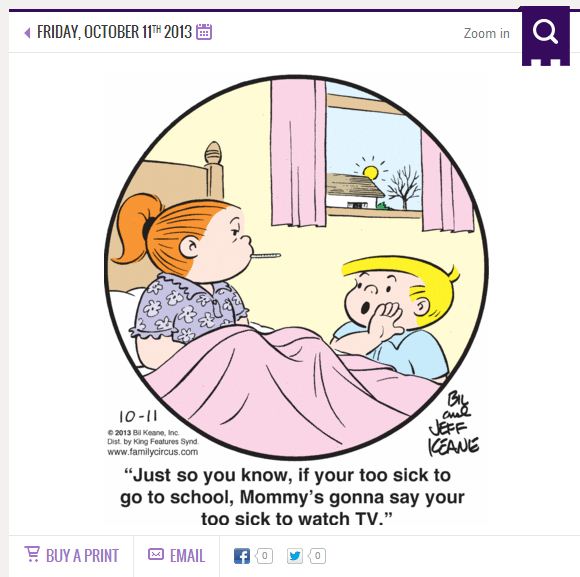 FRIDAY, OCTOBER 11TH 2013
Zoom in
10-11
© 2013 Bil Keane, Inc.
Dist. by King Features Synd.
www.familycircus.com
BIL
and
JEFF
KEANE
“Just so you know, if your too sick to
go to school, Mommy’s gonna say your
too sick to watch TV.”
BUY A PRINT
EMAIL
f 0
0